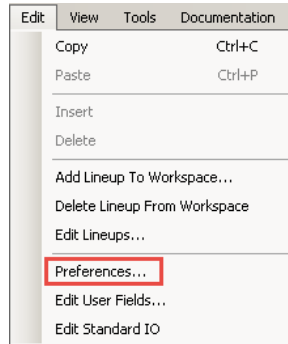 Edit View Tools Documentation
Copy Ctrl+C
Paste Ctrl+P
Insert
Delete
Add Lineup To Workspace...
Delete Lineup From Workspace
Edit Lineups...
Preferences...
Edit User Fields...
Edit Standard IO